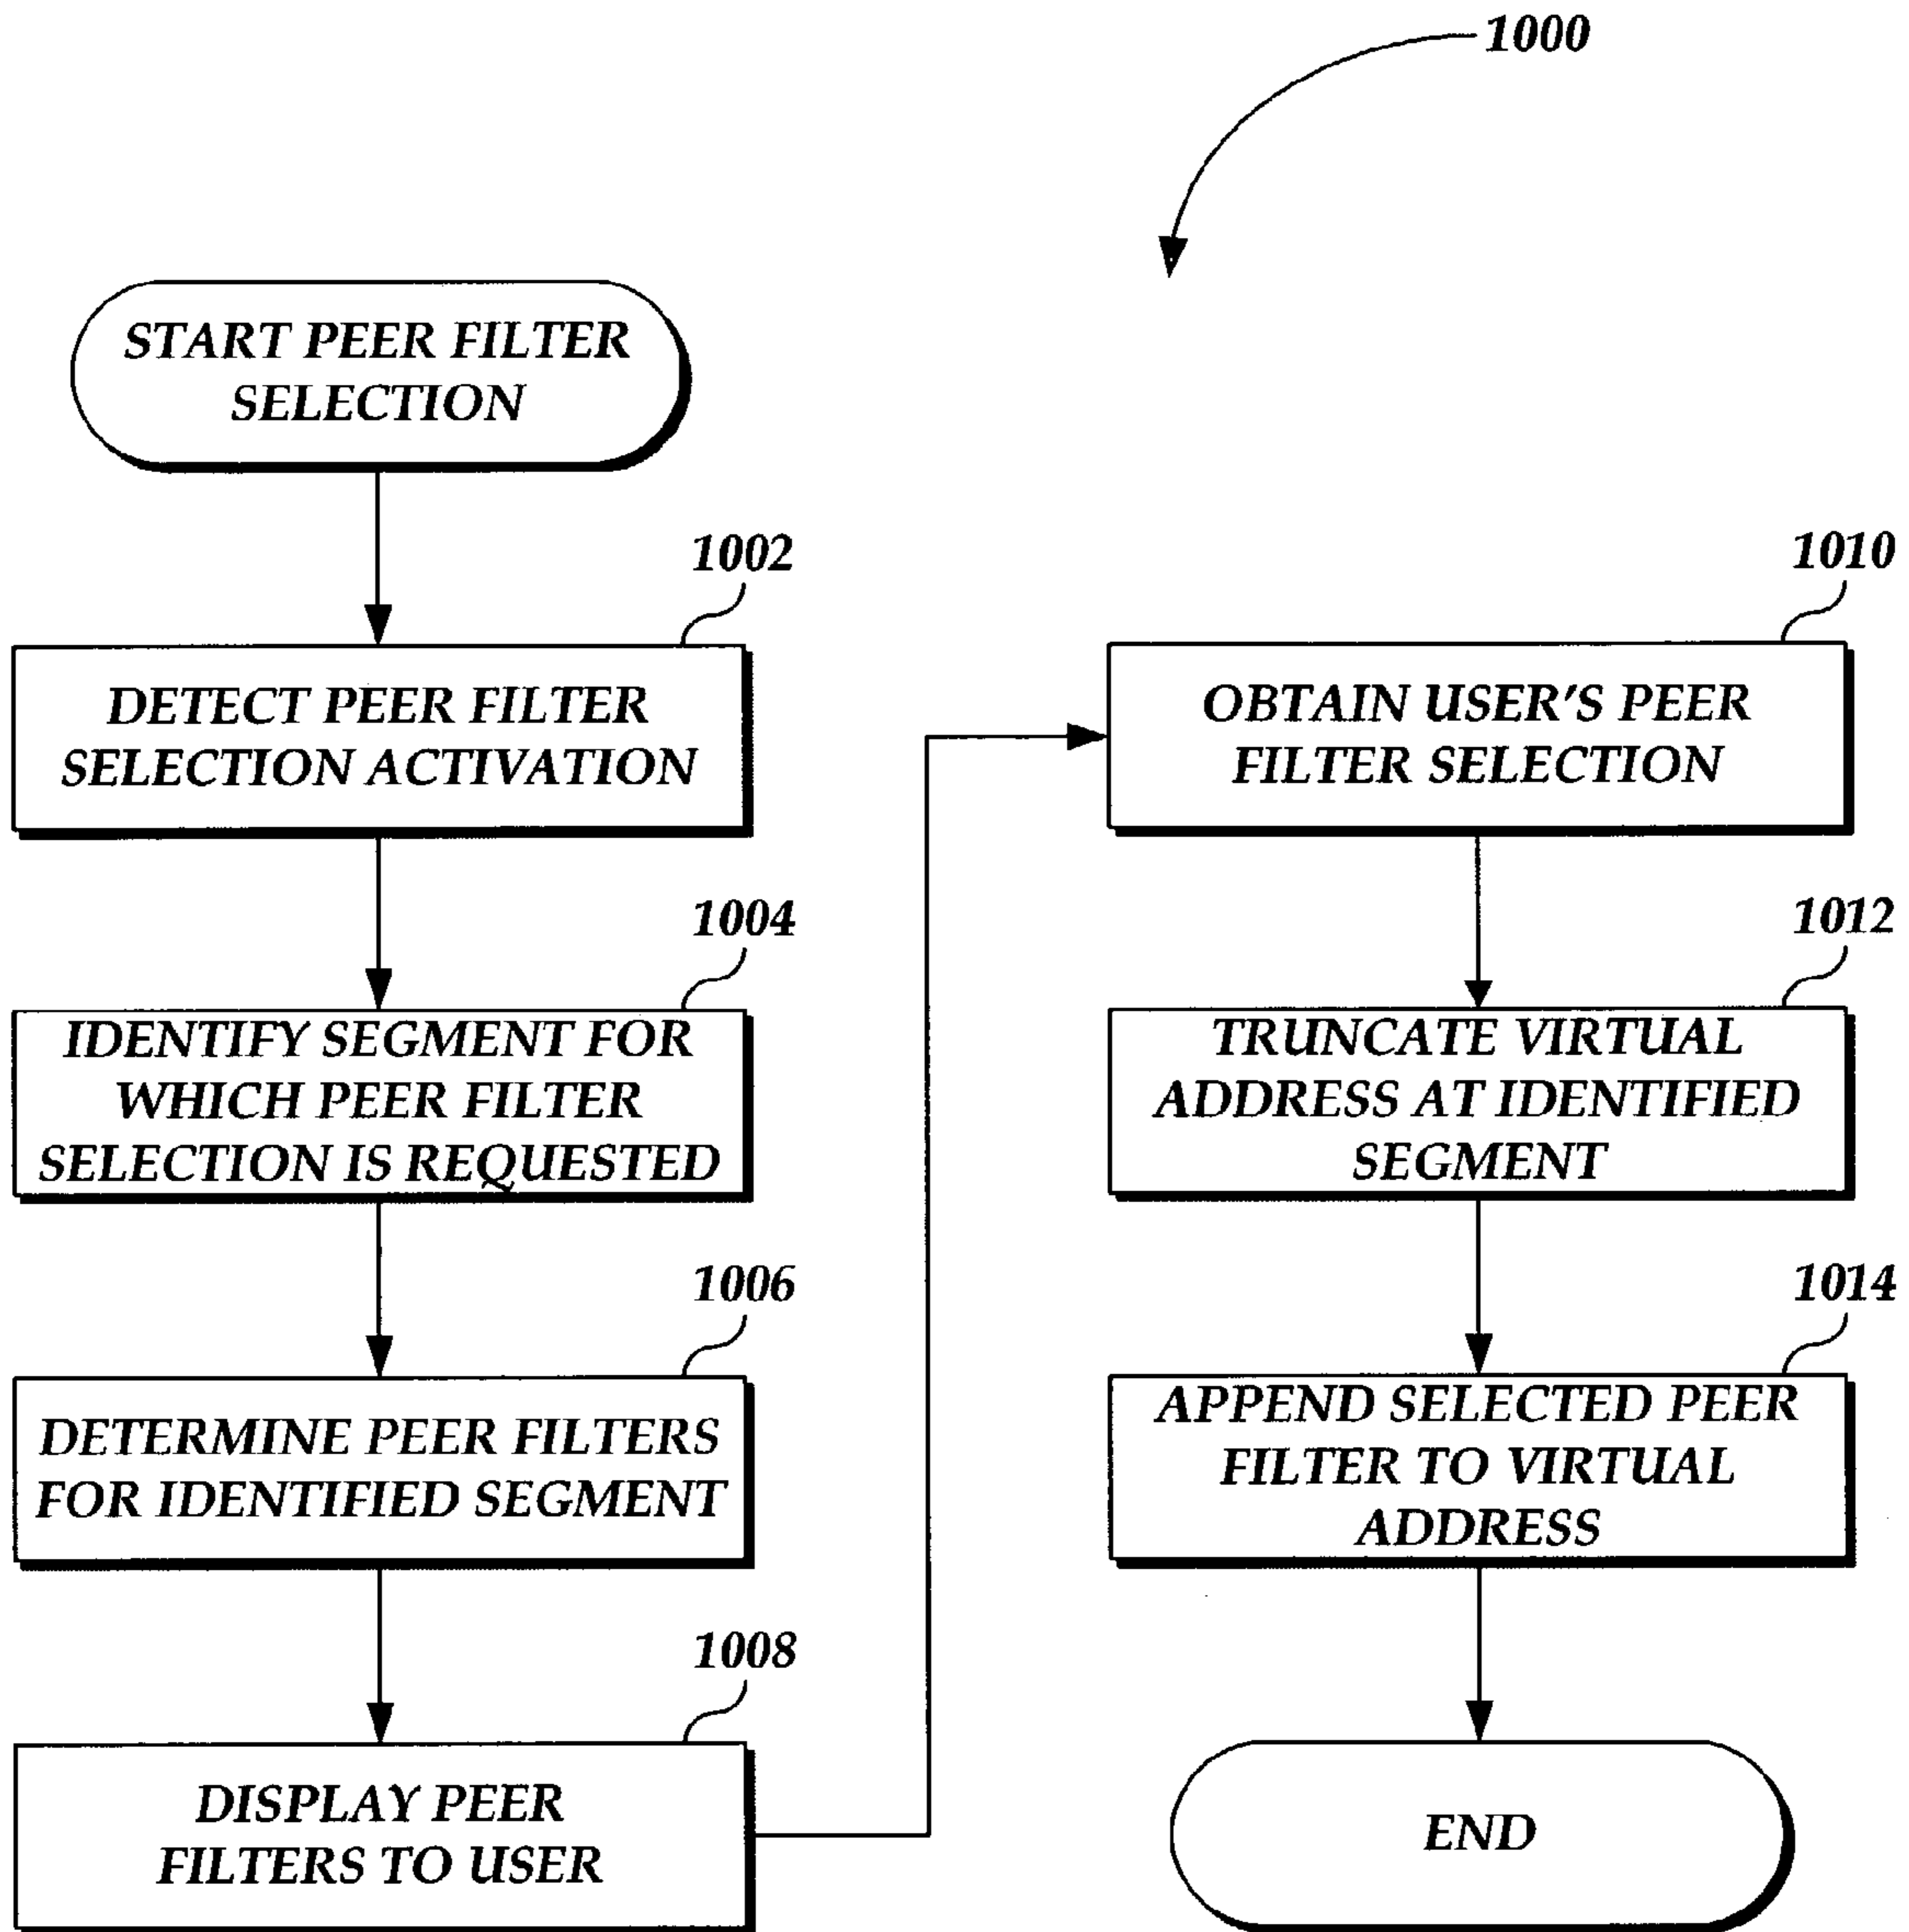 1000
START PEER FILTER
SELECTION
1002
DETECT PEER FILTER
SELECTION ACTIVATION
1004
IDENTIFY SEGMENT FOR
WHICH PEER FILTER
SELECTION IS REQUESTED
1006
DETERMINE PEER FILTERS
FOR IDENTIFIED SEGMENT
1008
DISPLAY PEER
FILTERS TO USER
1010
OBTAIN USER'S PEER
FILTER SELECTION
1012
TRUNCATE VIRTUAL
ADDRESS AT IDENTIFIED
SEGMENT
1014
APPEND SELECTED PEER
FILTER TO VIRTUAL
ADDRESS
END